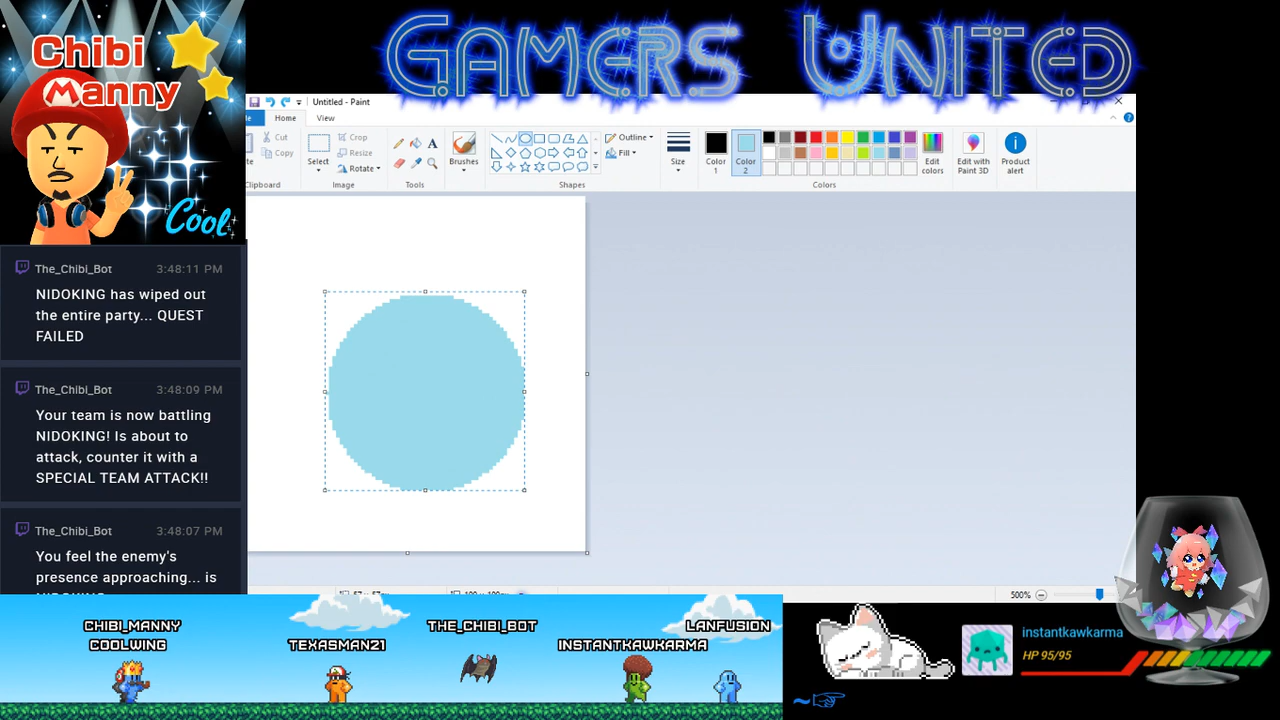 Gamers United
Chibi
Manny
Cool
Untitled - Paint
Home
View
Cut
Copy
Clipboard
Select
Crop
Resize
Rotate
Image
A
Tools
Brushes
Outline
Fill
Shapes
Size
Color
1
Color
2
Edit
colors
Edit with
Paint 3D
Product
alert
Colors
The_Chibi_Bot 3:48:11 PM
NIDOKING has wiped out
the entire party... QUEST
FAILED
The_Chibi_Bot 3:48:09 PM
Your team is now battling
NIDOKING! Is about to
attack, counter it with a
SPECIAL TEAM ATTACK!!
The_Chibi_Bot 3:48:07 PM
You feel the enemy's
presence approaching... is
500%
CHIBI_MANNY
COOLWING
TEXASMAN21
THE_CHIBI_BOT
INSTANTKAWKARMA
LANFUSION
instantkawkarma
HP 95/95